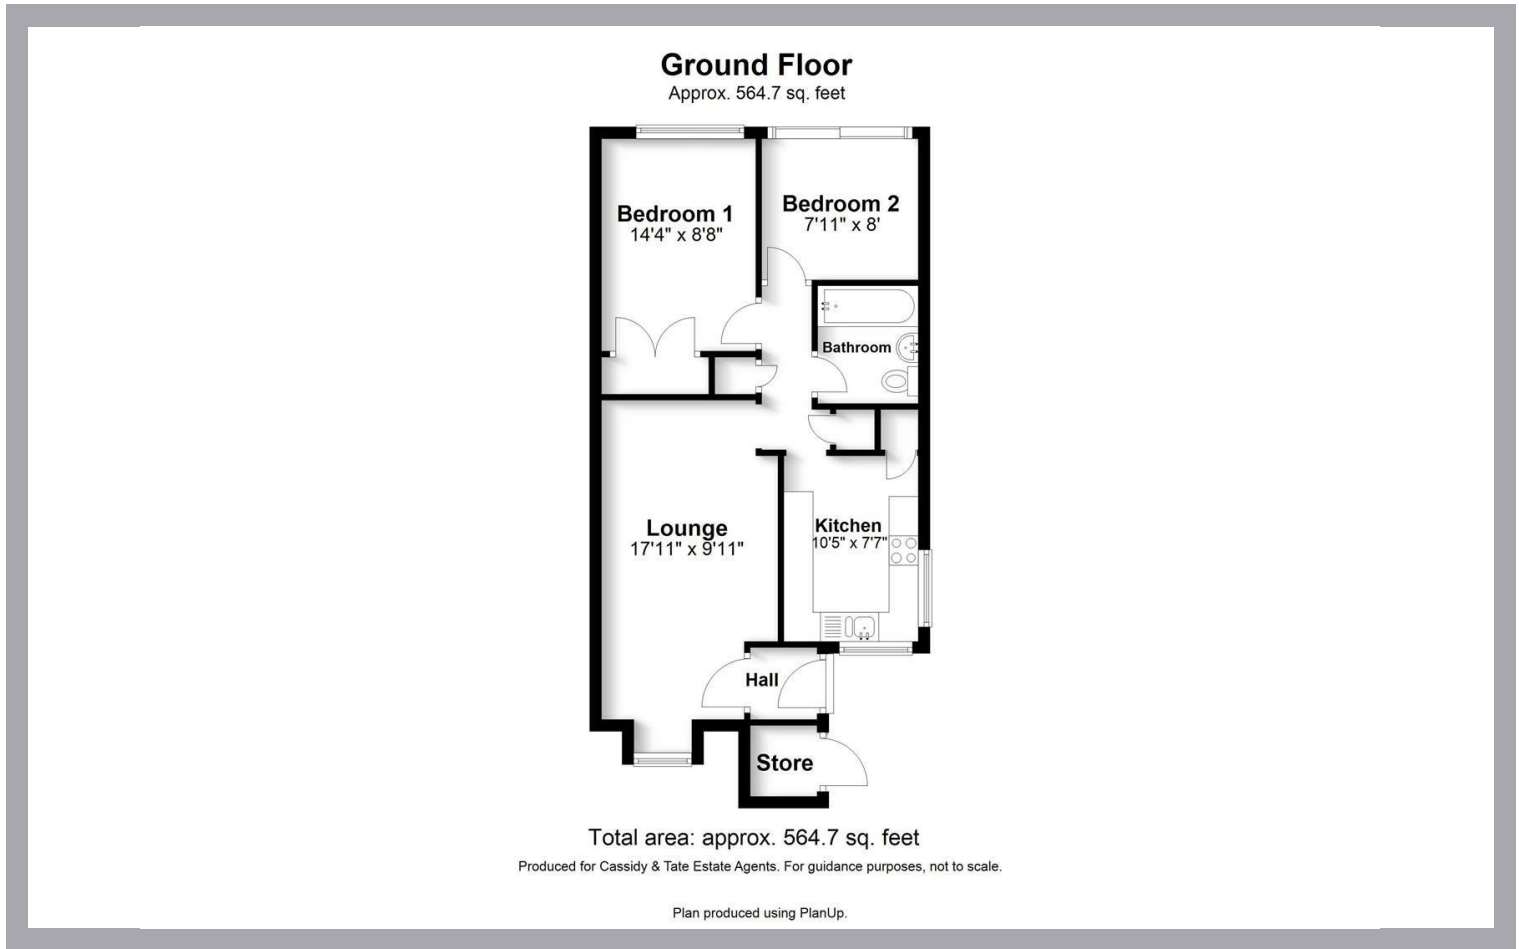 Ground Floor
Approx. 564.7 sq. feet
Bedroom 1
14'4" x 8'8"
Bedroom 2
7'11" x 8'
Bathroom
Lounge
17'11" x 9'11"
Kitchen
10'5" x 7'7"
Hall
Store
Total area: approx. 564.7 sq. feet
Produced for Cassidy & Tate Estate Agents. For guidance purposes, not to scale.
Plan produced using PlanUp.